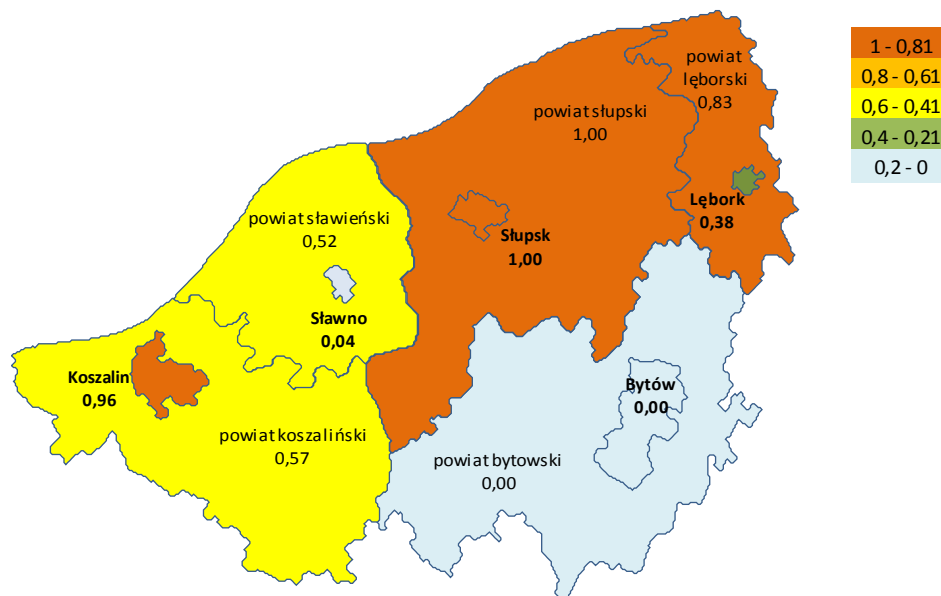 1 - 0,81
0,8 - 0,61
0,6 - 0,41
0,4 - 0,21
0,2 - 0
powiat
lęborski
0,83
powiat słupski
1,00
Lębork
0,38
Słupsk
1,00
powiat sławieński
0,52
Sławno
0,04
Koszalin
0,96
powiat koszaliński
0,57
Bytów
0,00
powiat bytowski
0,00